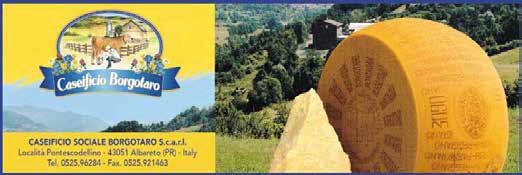 Caseificio Borgotaro
CASEIFICIO SOCIALE BORGOTARO S.c.a.r.l.
Località Pontescodellino - 43051 Albareto (PR) - Italy
Tel. 0525.96284 - Fax. 0525.921463